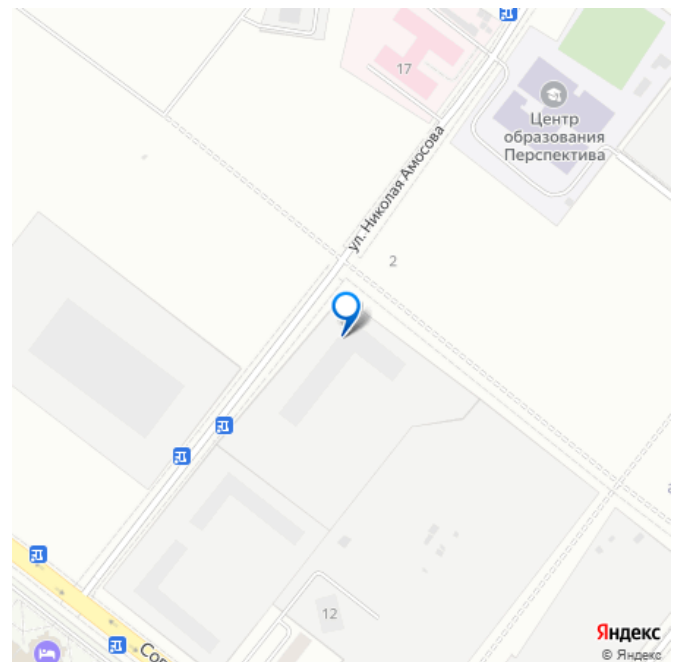 17
Центр
образования
Перспектива
ул. Николая Амосова
2
12
Яндекс
© Яндекс